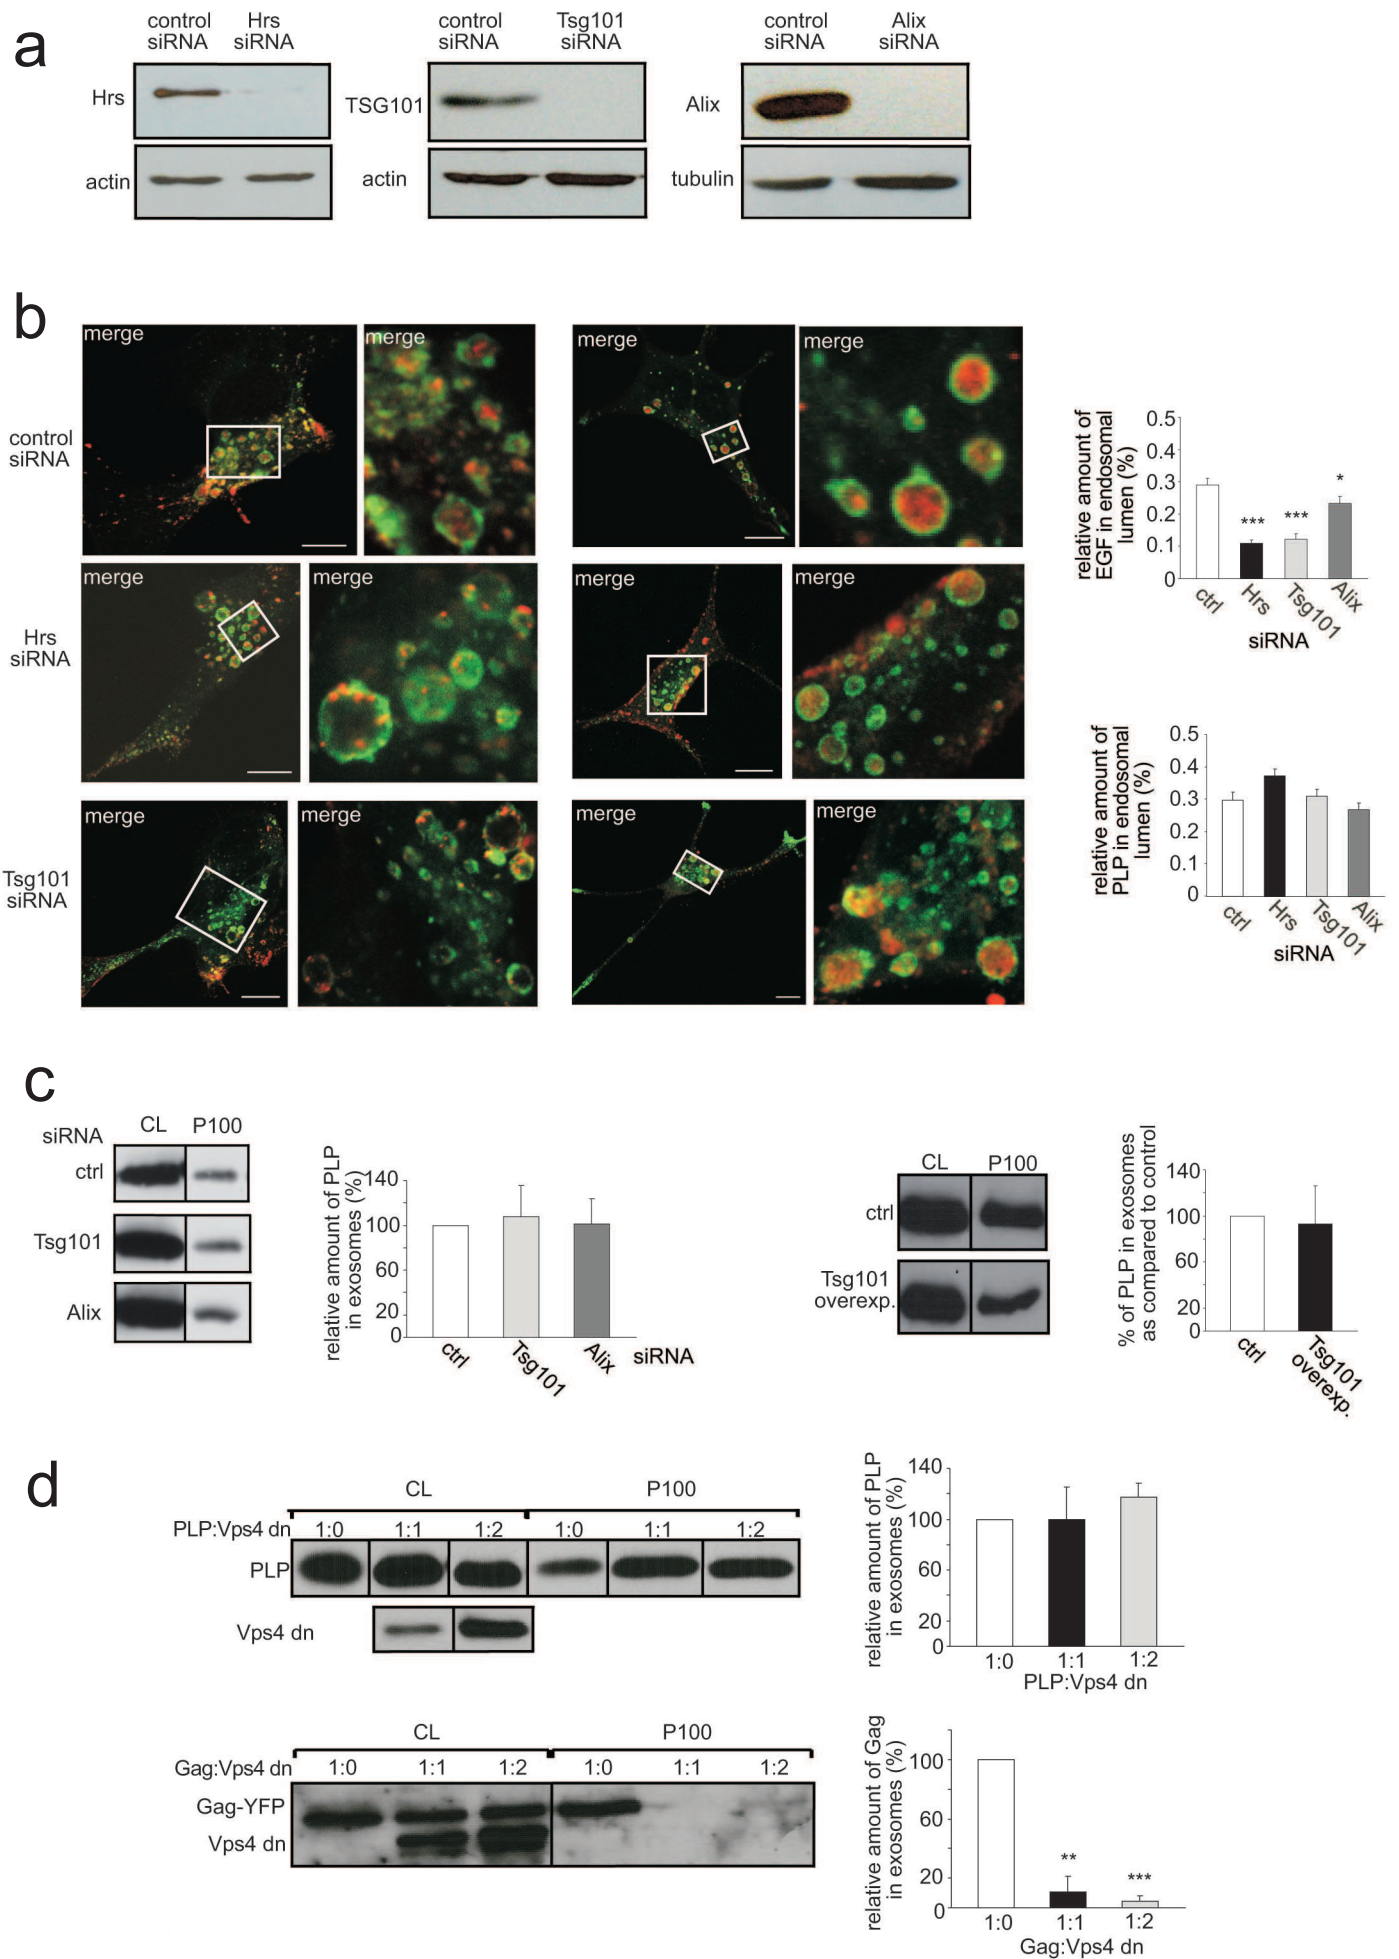 a
control siRNA
Hrs siRNA
Hrs
actin
control siRNA
Tsg101 siRNA
TSG101
actin
control siRNA
Alix siRNA
Alix
tubulin
b
control siRNA
merge
merge
merge
merge
Hrs siRNA
merge
merge
merge
merge
Tsg101 siRNA
merge
merge
merge
merge
relative amount of
EGF in endosomal
lumen (%)
0.5
0.4
0.3
0.2
0.1
0
***
***
*
ctrl
Hrs
Tsg101
Alix
siRNA
relative amount of
PLP in endosomal
lumen (%)
0.5
0.4
0.3
0.2
0.1
0
ctrl
Hrs
Tsg101
Alix
siRNA
c
siRNA
CL
P100
ctrl
Tsg101
Alix
relative amount of PLP
in exosomes (%)
140
100
60
20
0
ctrl
Tsg101
Alix
siRNA
CL
P100
ctrl
Tsg101
overexp.
% of PLP in exosomes
as compared to control
140
100
60
20
0
ctrl
Tsg101
overexp.
d
CL
P100
PLP:Vps4 dn 1:0 1:1 1:2 1:0 1:1 1:2
PLP
Vps4 dn
relative amount of PLP
in exosomes (%)
140
100
60
20
0
1:0 1:1 1:2
PLP:Vps4 dn
CL
P100
Gag:Vps4 dn 1:0 1:1 1:2 1:0 1:1 1:2
Gag-YFP
Vps4 dn
relative amount of Gag
in exosomes (%)
100
60
20
0
**
***
1:0 1:1 1:2
Gag:Vps4 dn